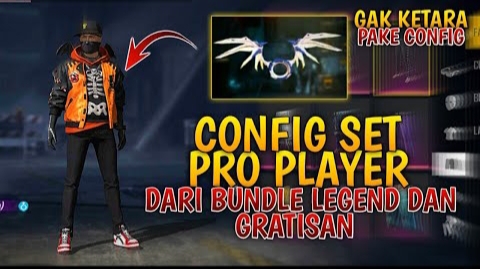 GAK KETARA
PAKE CONFIG
CONFIG SET
PRO PLAYER
DARI BUNDLE LEGEND DAN
GRATISAN